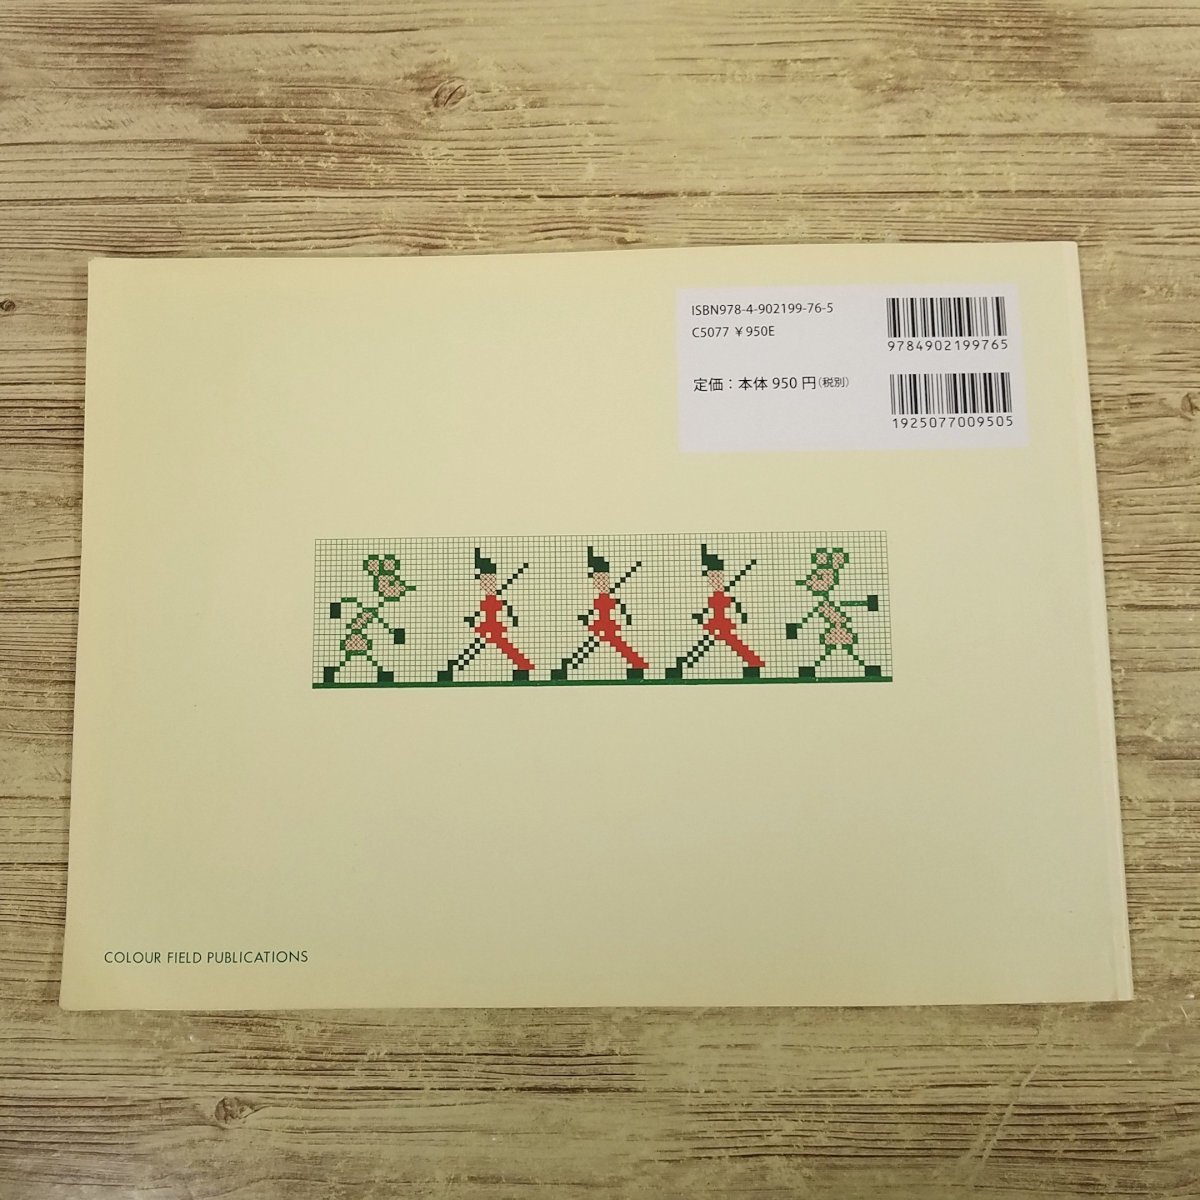 ISBN978-4-902199-76-5
C5077 ￥950E
9784902199765
定価：本体 950 円（税別）
1925077009505
COLOUR FIELD PUBLICATIONS